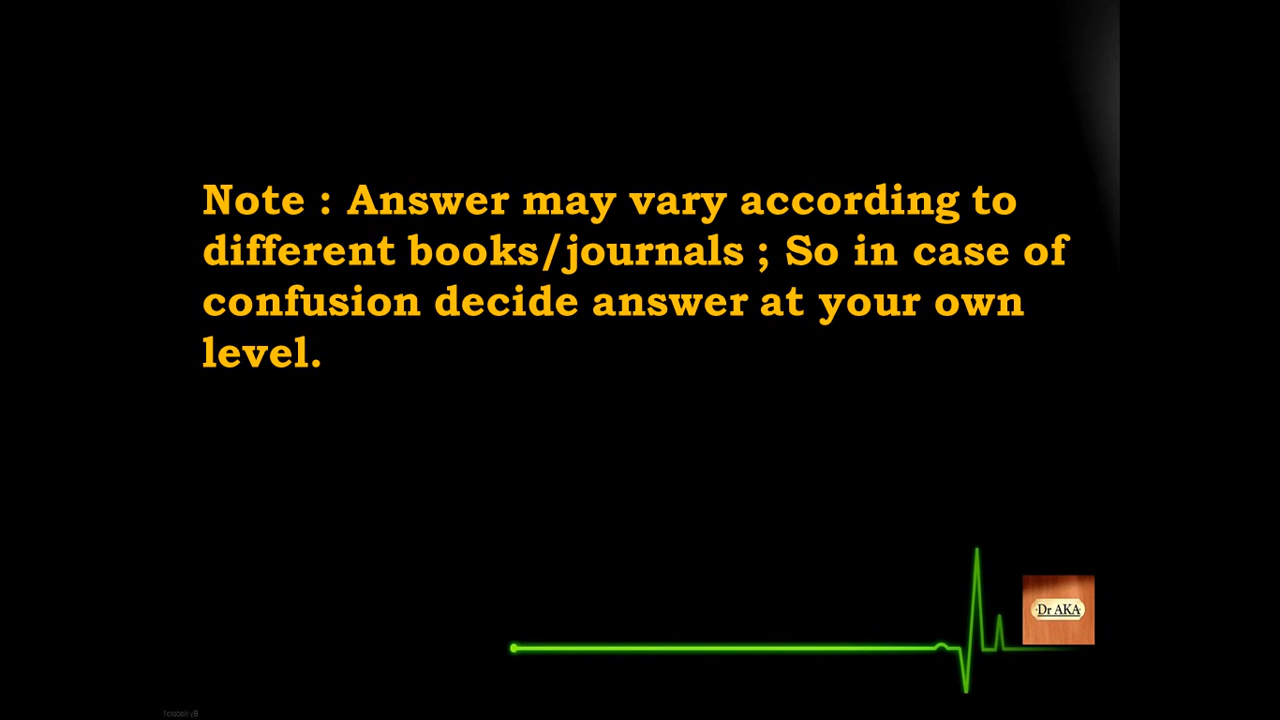 Note : Answer may vary according to
different books/journals ; So in case of
confusion decide answer at your own
level.
Dr AKA